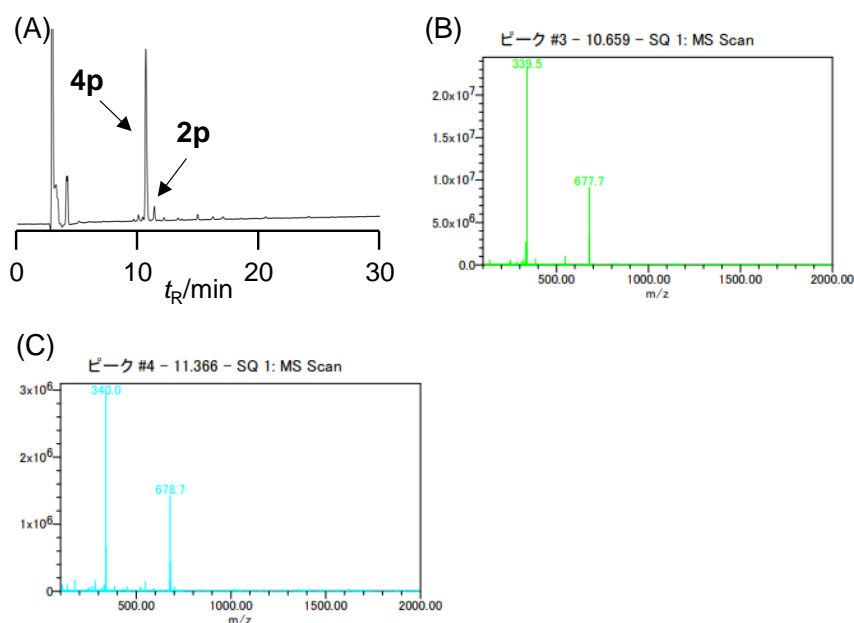 (A)
4p
2p
0
10
20
30
tR/min
(B)
ピーク #3 − 10.659 − SQ 1: MS Scan
339.5
2.0x10⁷
1.5x10⁷
1.0x10⁷
677.7
5.0x10⁶
0.0
500.00
1000.00
1500.00
2000.00
m/z
(C)
ピーク #4 − 11.366 − SQ 1: MS Scan
3x10⁶
340.0
2x10⁶
678.7
1x10⁶
0
500.00
1000.00
1500.00
2000.00
m/z